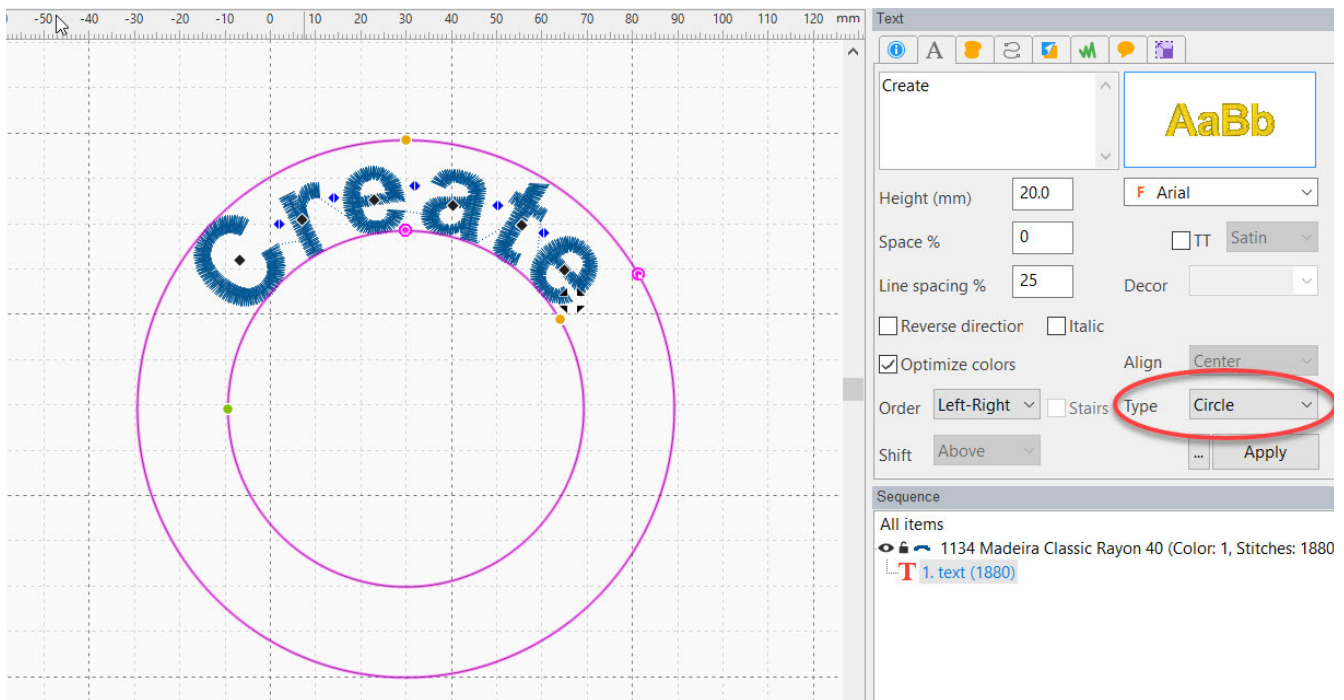 -50 -40 -30 -20 -10 0 10 20 30 40 50 60 70 80 90 100 110 120 mm
Create
Text
A
Create
AaBb
Height (mm) 20.0
F Arial
Space % 0
TT Satin
Line spacing % 25
Decor
Reverse direction Italic
Optimize colors
Align Center
Order Left-Right Stairs
Type Circle
Shift Above
... Apply
Sequence
All items
1134 Madeira Classic Rayon 40 (Color: 1, Stitches: 1880
T 1. text (1880)